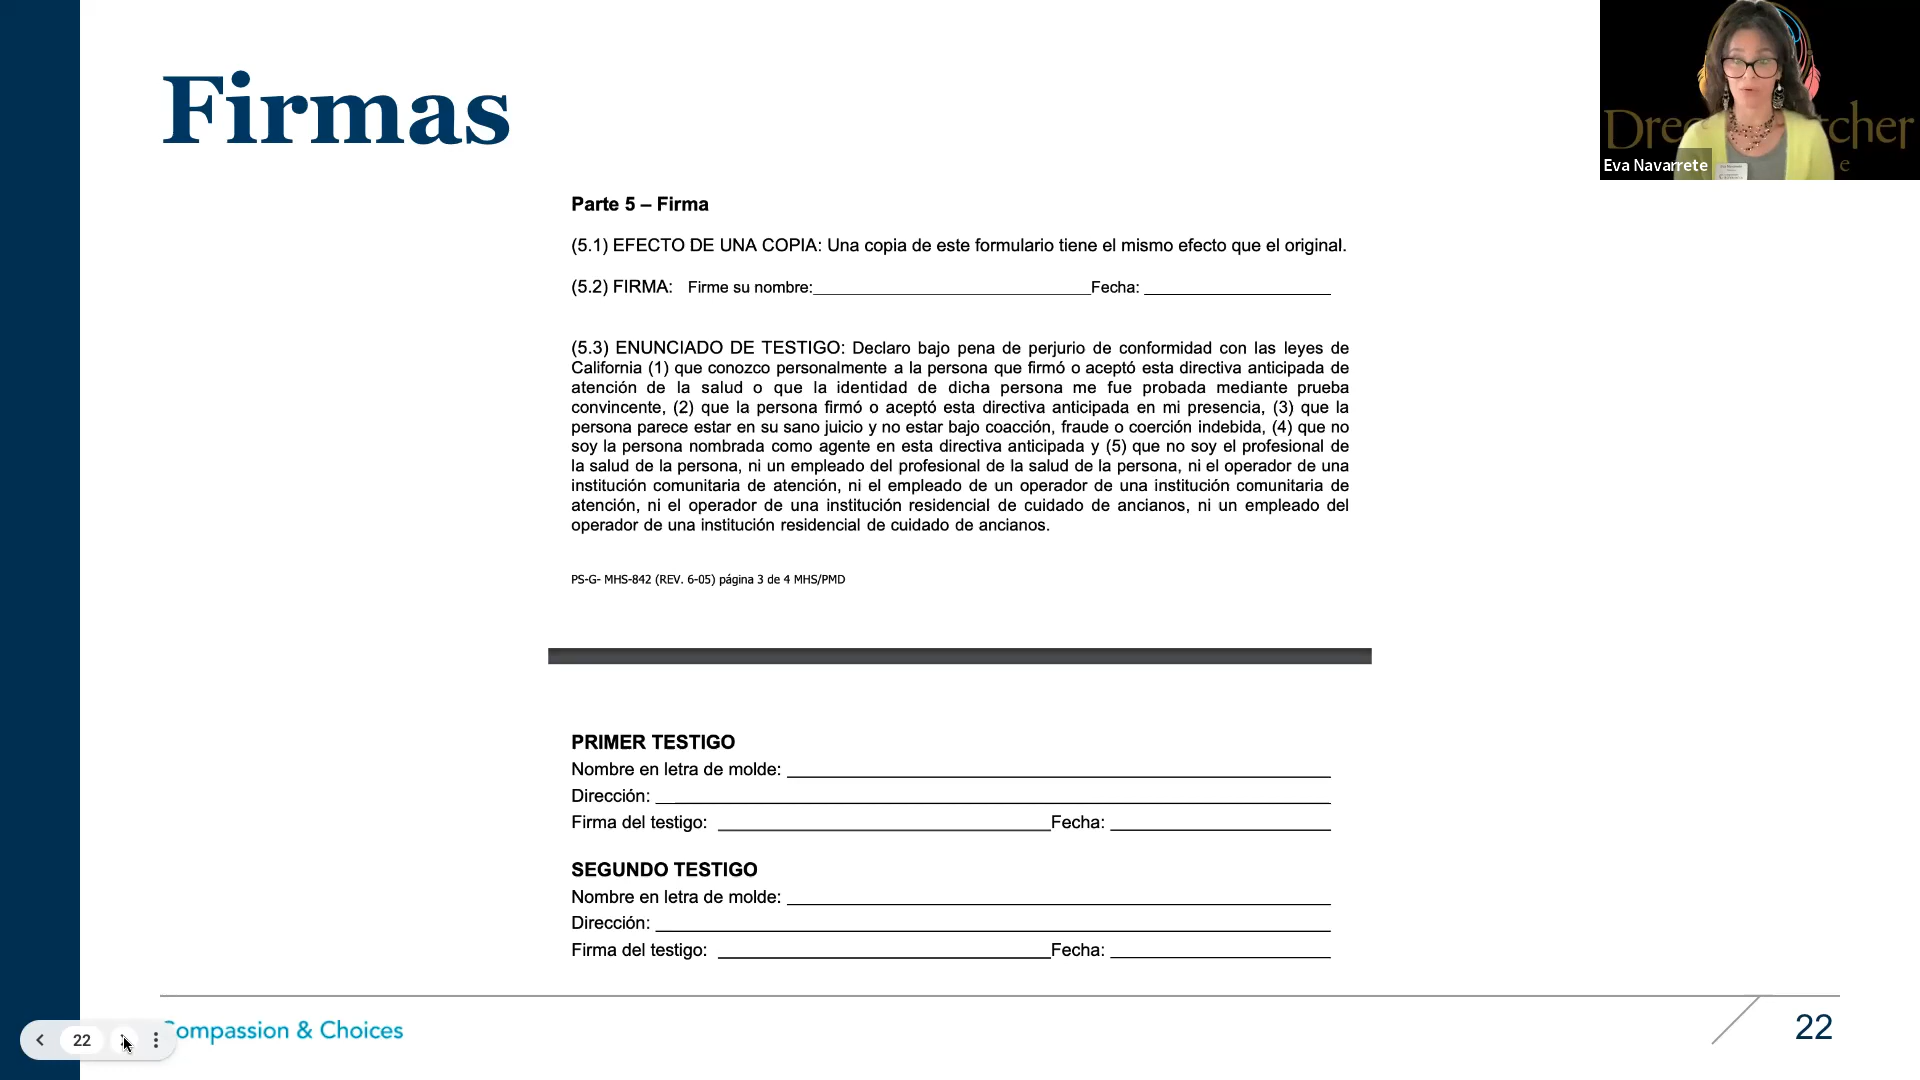 Firmas
Eva Navarrete
Parte 5 – Firma
(5.1) EFECTO DE UNA COPIA: Una copia de este formulario tiene el mismo efecto que el original.
(5.2) FIRMA: Firme su nombre: Fecha:
(5.3) ENUNCIADO DE TESTIGO: Declaro bajo pena de perjurio de conformidad con las leyes de
California (1) que conozco personalmente a la persona que firmó o aceptó esta directiva anticipada de
atención de la salud o que la identidad de dicha persona me fue probada mediante prueba
convincente, (2) que la persona firmó o aceptó esta directiva anticipada en mi presencia, (3) que la
persona parece estar en su sano juicio y no estar bajo coacción, fraude o coerción indebida, (4) que no
soy la persona nombrada como agente en esta directiva anticipada y (5) que no soy el profesional de
la salud de la persona, ni un empleado del profesional de la salud de la persona, ni el operador de una
institución comunitaria de atención, ni el empleado de un operador de una institución comunitaria de
atención, ni el operador de una institución residencial de cuidado de ancianos, ni un empleado del
operador de una institución residencial de cuidado de ancianos.
PS-G- MHS-842 (REV. 6-05) página 3 de 4 MHS/PMD
PRIMER TESTIGO
Nombre en letra de molde:
Dirección:
Firma del testigo: Fecha:
SEGUNDO TESTIGO
Nombre en letra de molde:
Dirección:
Firma del testigo: Fecha:
22
Compassion & Choices
22